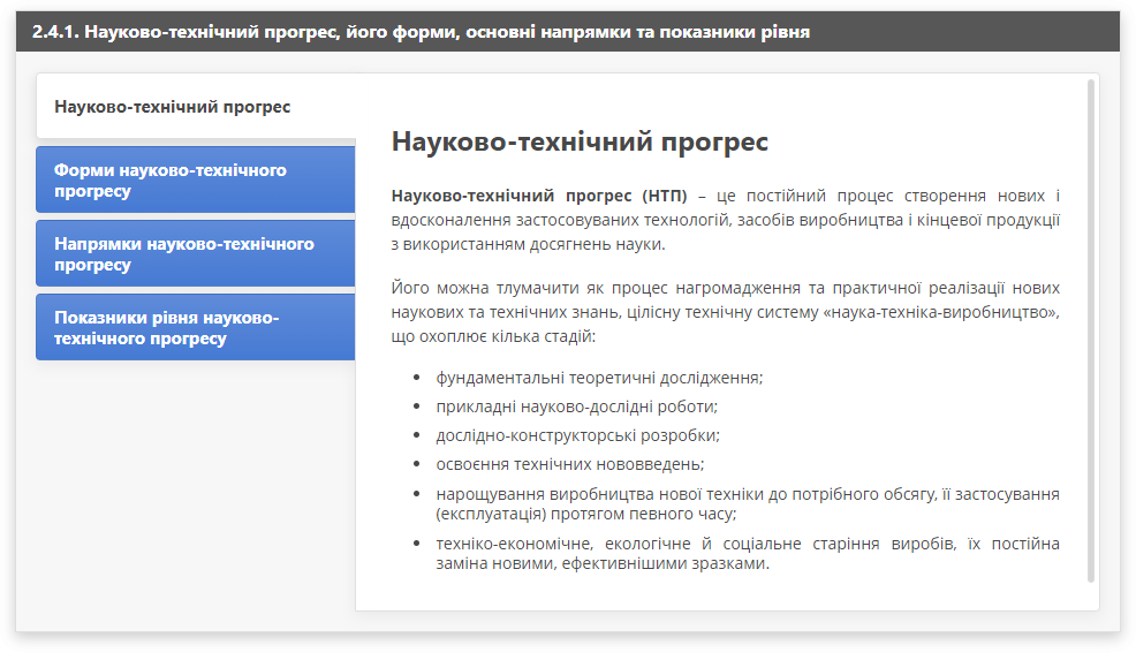 2.4.1. Науково-технічний прогрес, його форми, основні напрямки та показники рівня
Науково-технічний прогрес
Форми науково-технічного
прогресу
Напрямки науково-технічного
прогресу
Показники рівня науково-
технічного прогресу
Науково-технічний прогрес
Науково-технічний прогрес (НТП) – це постійний процес створення нових і
вдосконалення застосовуваних технологій, засобів виробництва і кінцевої продукції
з використанням досягнень науки.
Його можна тлумачити як процес нагромадження та практичної реалізації нових
наукових та технічних знань, цілісну технічну систему «наука-техніка-виробництво»,
що охоплює кілька стадій:
• фундаментальні теоретичні дослідження;
• прикладні науково-дослідні роботи;
• дослідно-конструкторські розробки;
• освоєння технічних нововведень;
• нарощування виробництва нової техніки до потрібного обсягу, її застосування
(експлуатація) протягом певного часу;
• техніко-економічне, екологічне й соціальне старіння виробів, їх постійна
заміна новими, ефективнішими зразками.